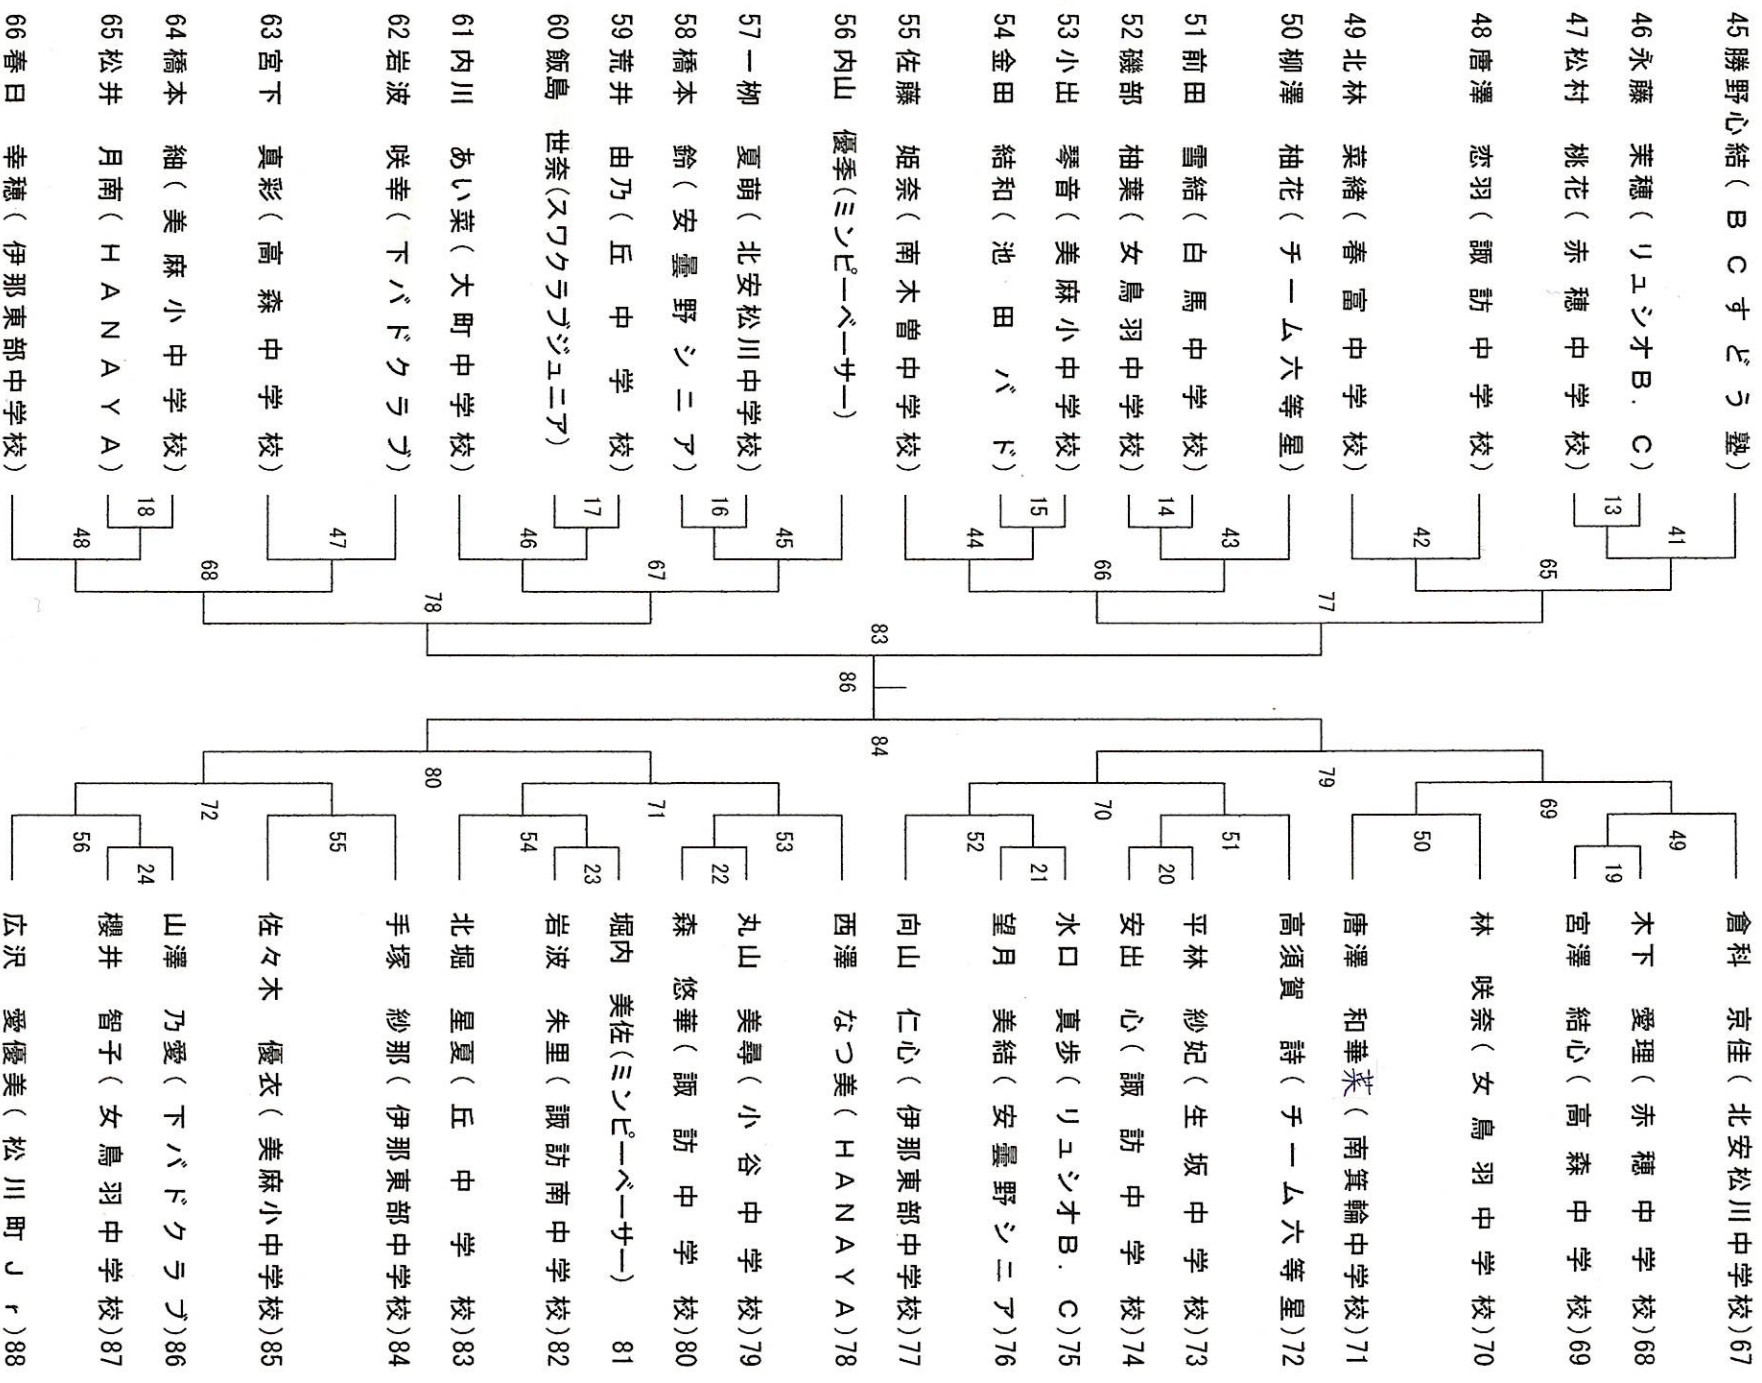 45 勝野心結(BCすどう塾)
46 永藤 茉穂(リュシオB.C)
47 松村 桃花(赤穂中学校)
48 唐澤 恋羽(諏訪中学校)
49 北林 菜緒(春富中学校)
50 柳澤 柚花(チーム六等星)
51 前田 雪結(白馬中学校)
52 磯部 柚葉(女鳥羽中学校)
53 小出 琴音(美麻小中学校)
54 金田 結和(池田バド)
55 佐藤 姫奈(南木曽中学校)
56 内山 優季(ミンピーベーサー)
57 一栁 夏萌(北安松川中学校)
58 橋本 鈴(安曇野シニア)
59 荒井 由乃(丘中学校)
60 飯島 世奈(スワクラブジュニア)
61 内川 あい菜(大町中学校)
62 岩波 咲幸(下バドクラブ)
63 宮下 真彩(高森中学校)
64 橋本 紬(美麻小中学校)
65 松井 月南(HANAYA)
66 春日 幸穂(伊那東部中学校)
13
14
15
16
17
18
41
42
43
44
45
46
47
48
65
66
67
68
77
78
83
86
84
79
80
69
70
71
72
49
50
51
52
53
54
55
56
19
20
21
22
23
24
倉科 京佳(北安松川中学校)67
木下 愛理(赤穂中学校)68
宮澤 結心(高森中学校)69
林 咲奈(女鳥羽中学校)70
唐澤 和華菜(南箕輪中学校)71
高須賀 詩(チーム六等星)72
平林 紗妃(生坂中学校)73
安出 心(諏訪中学校)74
水口 真歩(リュシオB.C)75
望月 美結(安曇野シニア)76
向山 仁心(伊那東部中学校)77
西澤 なつ美(HANAYA)78
丸山 美尋(小谷中学校)79
森 悠華(諏訪中学校)80
堀内 美佐(ミンピーベーサー) 81
岩波 朱里(諏訪南中学校)82
北堀 星夏(丘中学校)83
手塚 紗那(伊那東部中学校)84
佐々木 優衣(美麻小中学校)85
山澤 乃愛(下バドクラブ)86
櫻井 智子(女鳥羽中学校)87
広沢 愛優美(松川町Jr)88